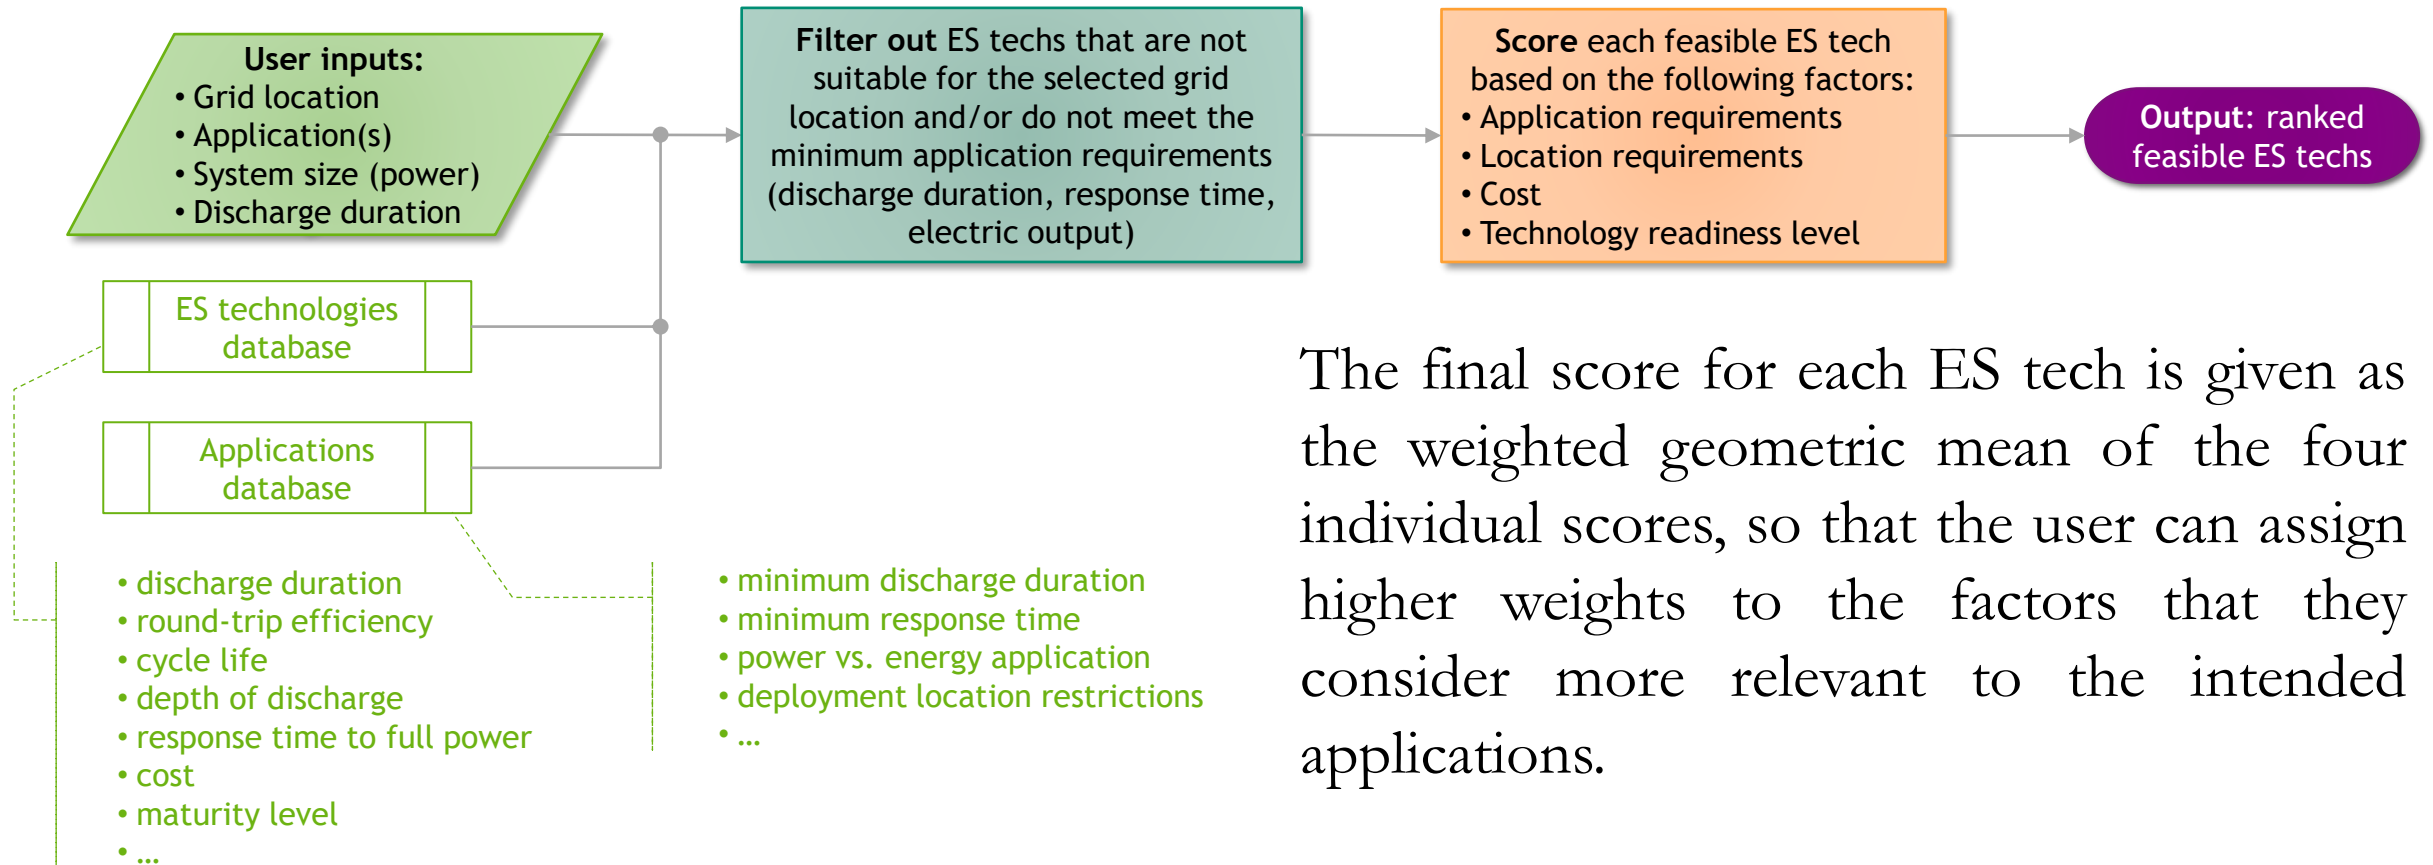 User inputs:
• Grid location
• Application(s)
• System size (power)
• Discharge duration
Filter out ES techs that are not
suitable for the selected grid
location and/or do not meet the
minimum application requirements
(discharge duration, response time,
electric output)
Score each feasible ES tech
based on the following factors:
• Application requirements
• Location requirements
• Cost
• Technology readiness level
Output: ranked
feasible ES techs
ES technologies
database
Applications
database
• discharge duration
• round-trip efficiency
• cycle life
• depth of discharge
• response time to full power
• cost
• maturity level
• ...
• minimum discharge duration
• minimum response time
• power vs. energy application
• deployment location restrictions
• ...
The final score for each ES tech is given as
the weighted geometric mean of the four
individual scores, so that the user can assign
higher weights to the factors that they
consider more relevant to the intended
applications.